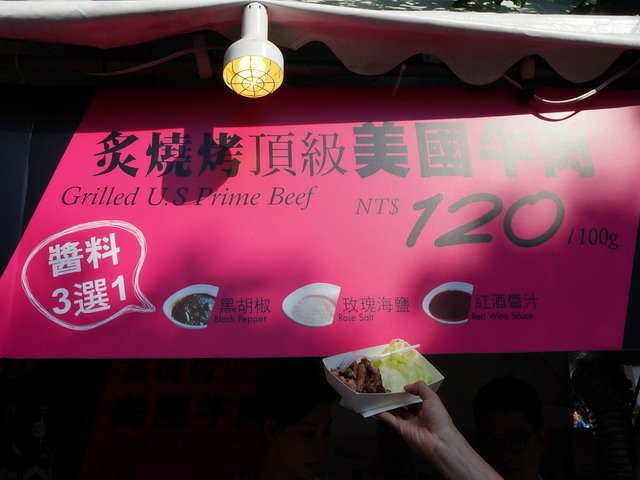 炙燒烤頂級美國牛肉
Grilled U.S Prime Beef
NT$ 120 /100g
醬料
3選1
黑胡椒
Black Pepper
玫瑰海鹽
Rose Salt
紅酒醬汁
Red Wine Sauce